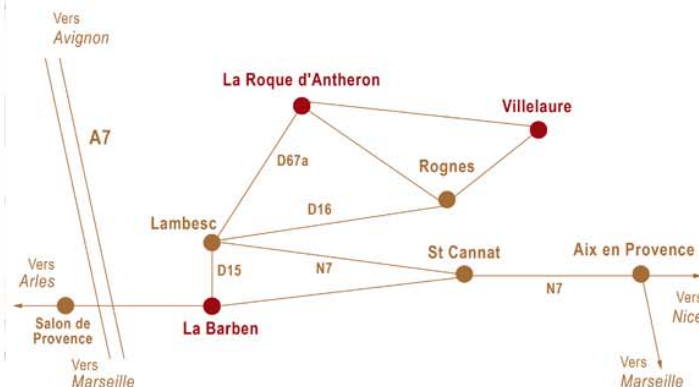 Vers
Avignon
La Roque d'Antheron
Villelaure
A7
D67a
Rognes
D16
Lambesc
St Cannat
Aix en Provence
Vers
Arles
D15
N7
N7
Vers
Nice
Salon de
Provence
La Barben
Vers
Marseille
Vers
Marseille